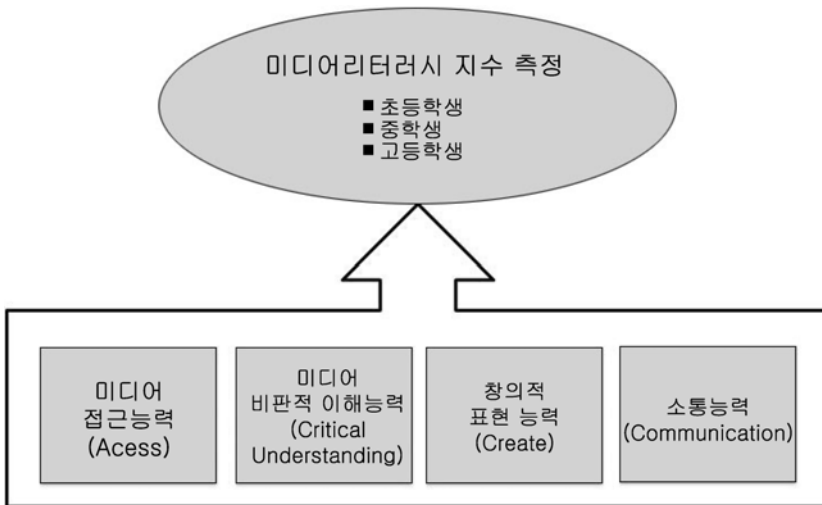 미디어리터러시 지수 측정
■ 초등학생
■ 중학생
■ 고등학생
미디어
접근능력
(Acess)
미디어
비판적 이해능력
(Critical
Understanding)
창의적
표현 능력
(Create)
소통능력
(Communication)